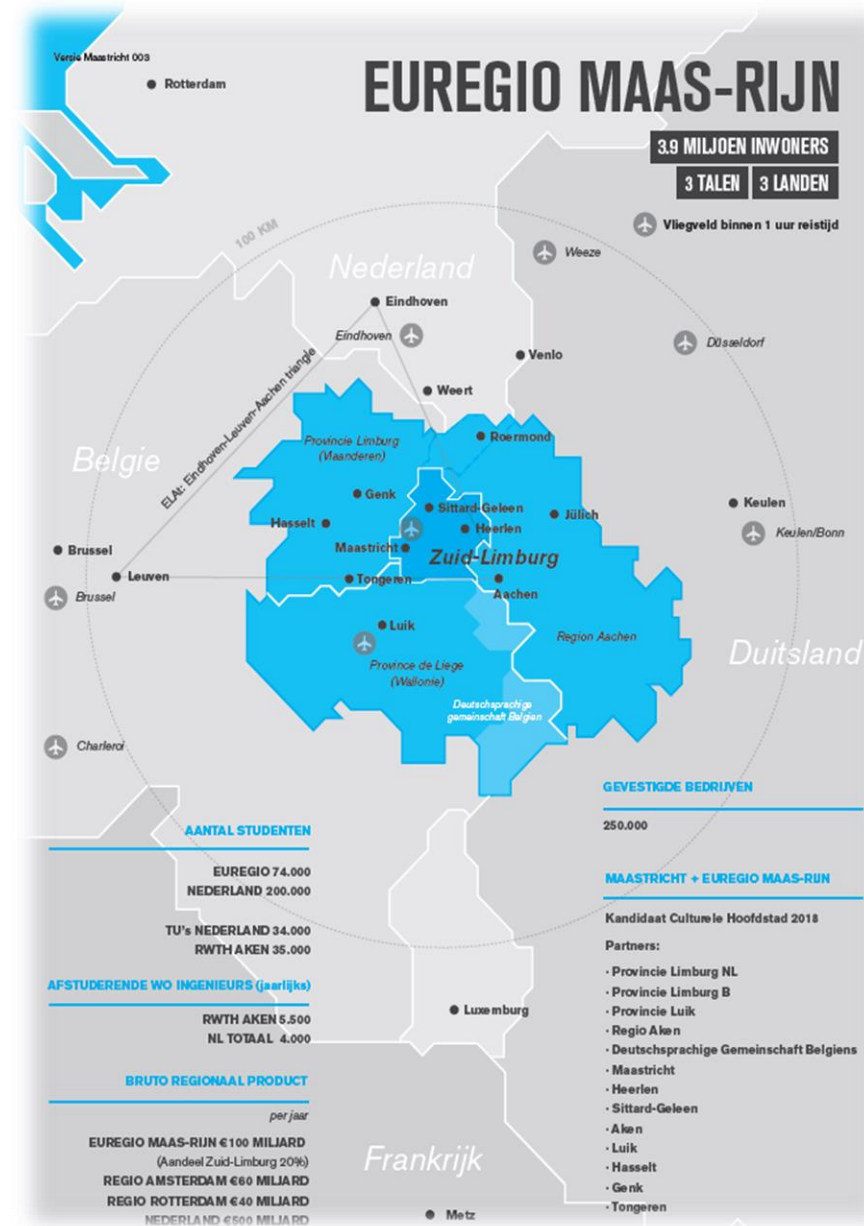 Versie Maastricht 003
Rotterdam
EUREGIO MAAS-RIJN
3.9 MILJOEN INWONERS
3 TALEN 3 LANDEN
Vliegveld binnen 1 uur reistijd
100 KM
Weeze
Nederland
Eindhoven
Eindhoven
Düsseldorf
Venlo
Weert
ELAt: Eindhoven-Leuven-Aachen triangle
Roermond
Provincie Limburg
(Vlaanderen)
Belgie
Genk
Sittard-Geleen
Keulen
Jülich
Hasselt
Heerlen
Keulen/Bonn
Maastricht
Brussel
Zuid-Limburg
Leuven
Tongeren
Aachen
Brussel
Luik
Region Aachen
Duitsland
Province de Liege
(Wallonie)
Deutschsprachige
gemeinschaft Belgien
Charleroi
AANTAL STUDENTEN
EUREGIO 74.000
NEDERLAND 200.000
TU's NEDERLAND 34.000
RWTH AKEN 35.000
AFSTUDERENDE WO INGENIEURS (jaarlijks)
RWTH AKEN 5.500
NL TOTAAL 4.000
BRUTO REGIONAAL PRODUCT
per jaar
EUREGIO MAAS-RIJN €100 MILJARD
(Aandeel Zuid-Limburg 20%)
REGIO AMSTERDAM €60 MILJARD
REGIO ROTTERDAM €40 MILJARD
NEDERLAND €500 MILJARD
Luxemburg
Frankrijk
Metz
GEVESTIGDE BEDRIJVEN
250.000
MAASTRICHT + EUREGIO MAAS-RIJN
Kandidaat Culturele Hoofdstad 2018
Partners:
· Provincie Limburg NL
· Provincie Limburg B
· Provincie Luik
· Regio Aken
· Deutschsprachige Gemeinschaft Belgiens
· Maastricht
· Heerlen
· Sittard-Geleen
· Aken
· Luik
· Hasselt
· Genk
· Tongeren